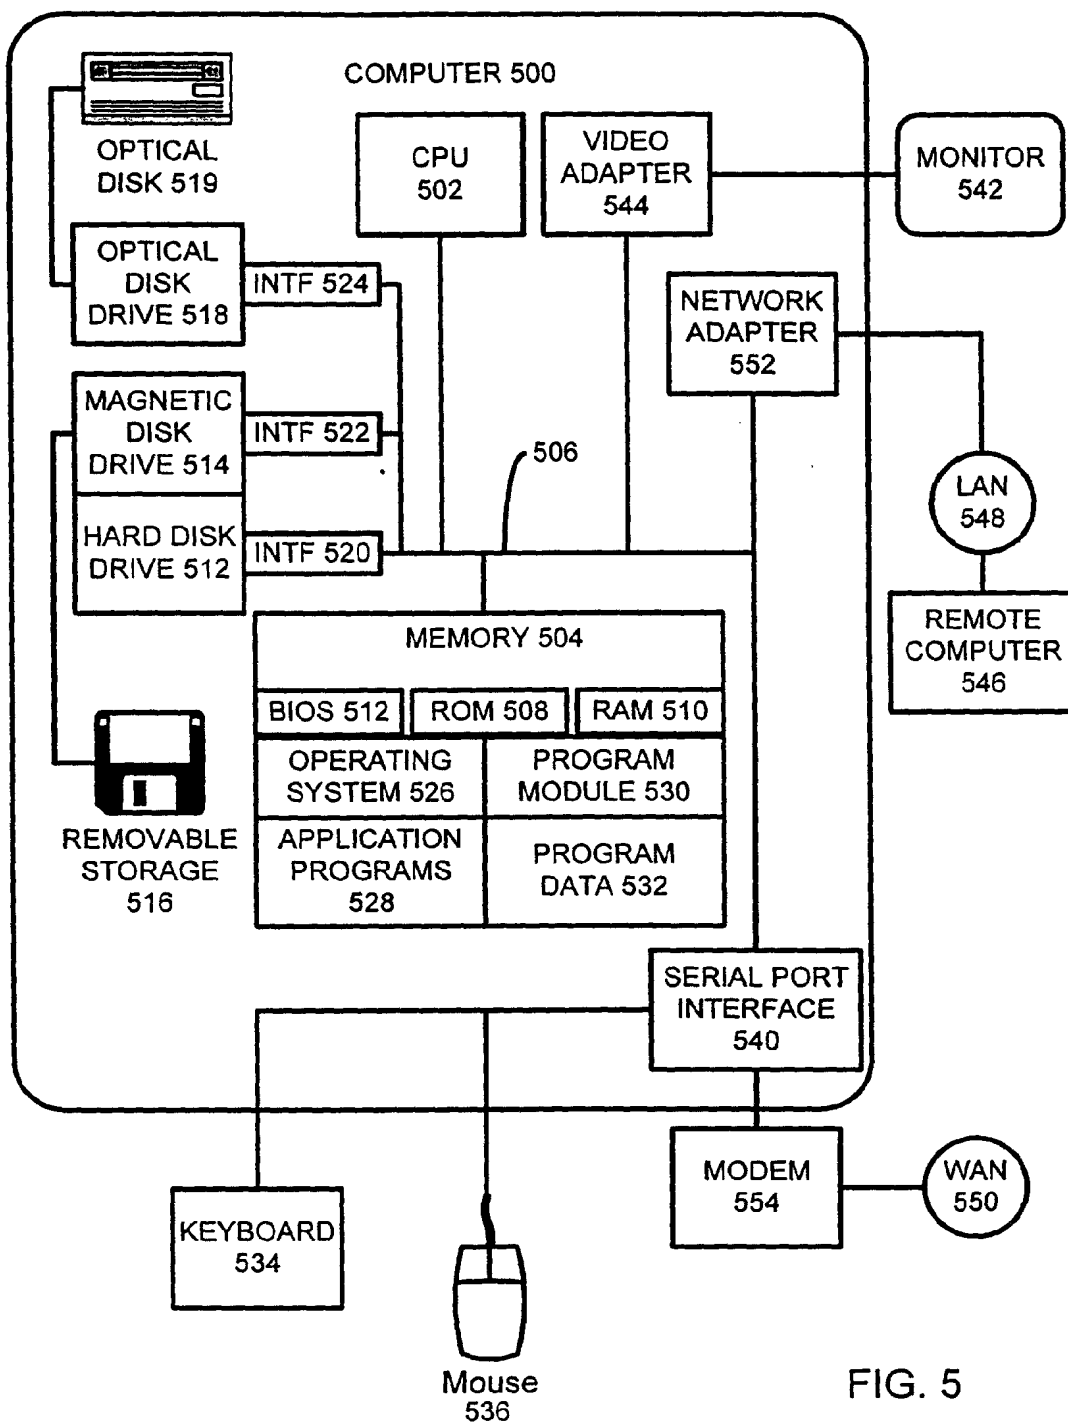 COMPUTER 500
OPTICAL
DISK 519
CPU
502
VIDEO
ADAPTER
544
MONITOR
542
OPTICAL
DISK
DRIVE 518
INTF 524
NETWORK
ADAPTER
552
MAGNETIC
DISK
DRIVE 514
INTF 522
506
LAN
548
HARD DISK
DRIVE 512
INTF 520
REMOTE
COMPUTER
546
MEMORY 504
BIOS 512
ROM 508
RAM 510
OPERATING
SYSTEM 526
PROGRAM
MODULE 530
REMOVABLE
STORAGE
516
APPLICATION
PROGRAMS
528
PROGRAM
DATA 532
SERIAL PORT
INTERFACE
540
MODEM
554
WAN
550
KEYBOARD
534
Mouse
536
FIG. 5